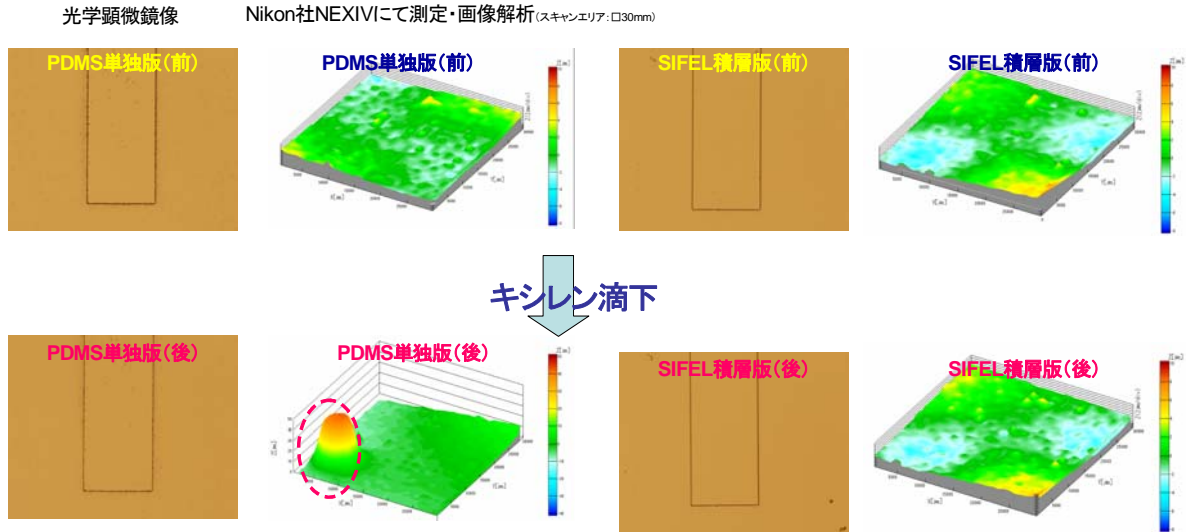 光学顕微鏡像
Nikon社NEXIVにて測定・画像解析(スキャンエリア:□30mm)
PDMS単独版(前)
PDMS単独版(前)
SIFEL積層版(前)
SIFEL積層版(前)
キシレン滴下
PDMS単独版(後)
PDMS単独版(後)
SIFEL積層版(後)
SIFEL積層版(後)